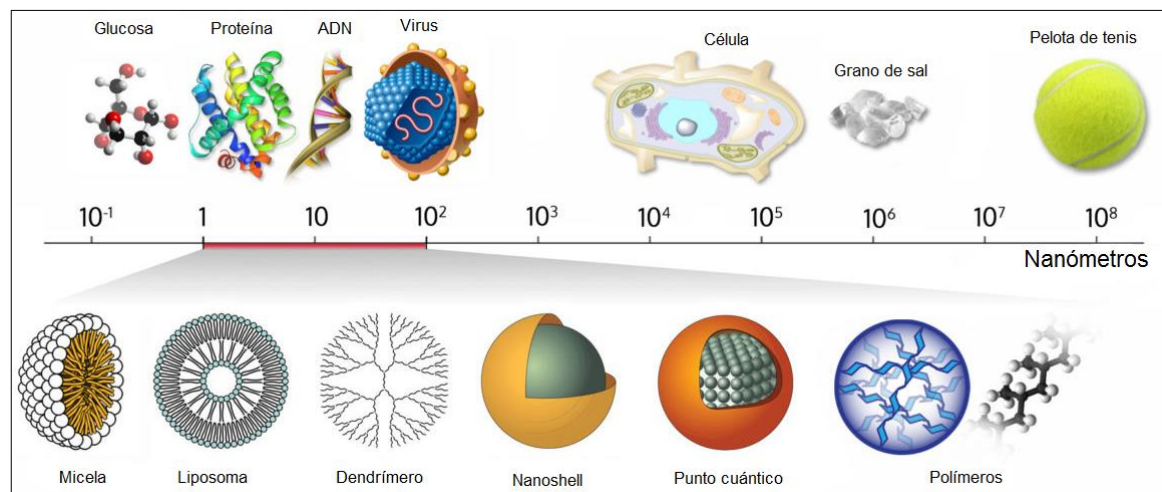 Glucosa
Proteína
ADN
Virus
Célula
Grano de sal
Pelota de tenis
10⁻¹
1
10
10²
10³
10⁴
10⁵
10⁶
10⁷
10⁸
Nanómetros
Micela
Liposoma
Dendrímero
Nanoshell
Punto cuántico
Polímeros